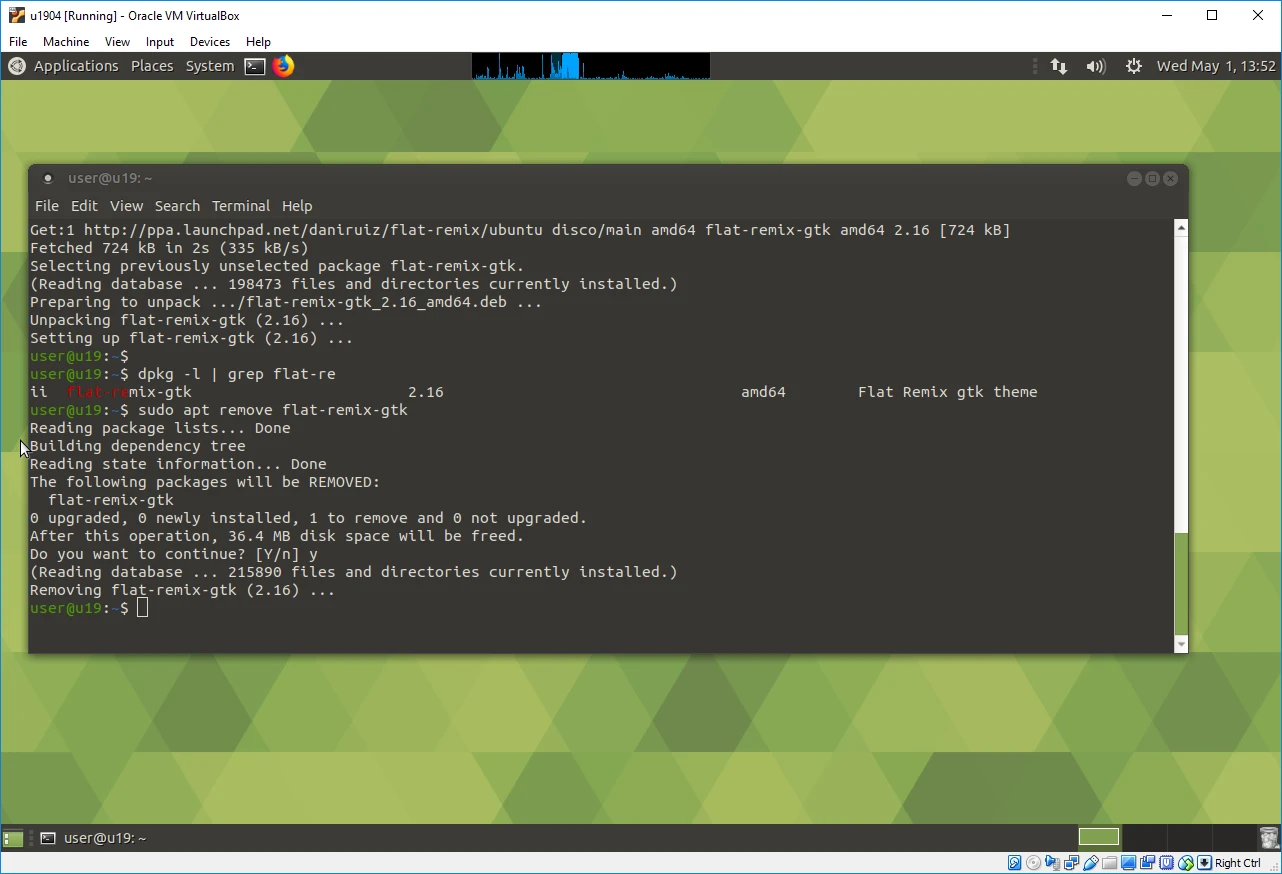 u1904 [Running] - Oracle VM VirtualBox
File Machine View Input Devices Help
Applications Places System Wed May 1, 13:52
user@u19: ~
File Edit View Search Terminal Help
Get:1 http://ppa.launchpad.net/daniruiz/flat-remix/ubuntu disco/main amd64 flat-remix-gtk amd64 2.16 [724 kB]
Fetched 724 kB in 2s (335 kB/s)
Selecting previously unselected package flat-remix-gtk.
(Reading database ... 198473 files and directories currently installed.)
Preparing to unpack .../flat-remix-gtk_2.16_amd64.deb ...
Unpacking flat-remix-gtk (2.16) ...
Setting up flat-remix-gtk (2.16) ...
user@u19:~$
user@u19:~$ dpkg -l | grep flat-re
ii flat-remix-gtk 2.16 amd64 Flat Remix gtk theme
user@u19:~$ sudo apt remove flat-remix-gtk
Reading package lists... Done
Building dependency tree
Reading state information... Done
The following packages will be REMOVED:
flat-remix-gtk
0 upgraded, 0 newly installed, 1 to remove and 0 not upgraded.
After this operation, 36.4 MB disk space will be freed.
Do you want to continue? [Y/n] y
(Reading database ... 215890 files and directories currently installed.)
Removing flat-remix-gtk (2.16) ...
user@u19:~$
user@u19: ~
Right Ctrl